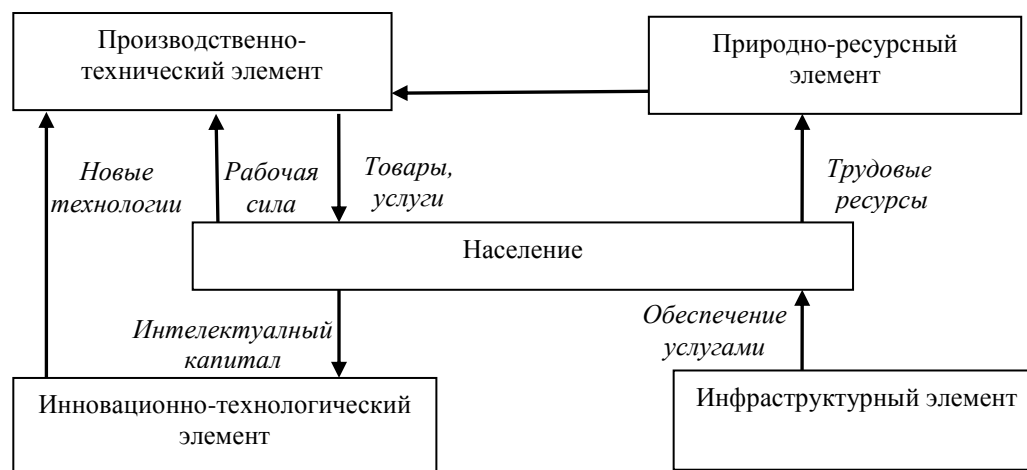 Производственно-
технический элемент
Природно-ресурсный
элемент
Новые
технологии
Рабочая
сила
Товары,
услуги
Трудовые
ресурсы
Население
Интелектуалный
капитал
Обеспечение
услугами
Инновационно-технологический
элемент
Инфраструктурный элемент